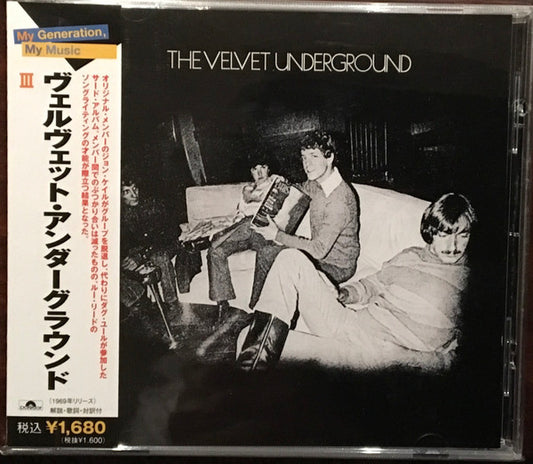 My Generation,
My Music
III
ヴェルヴェット・アンダーグラウンド
オリジナル・メンバーのジョン・ケイルがグループを脱退し、代わりにダグ・ユールが参加した
サード・アルバム。メンバー間でのぶつかり合いは減ったものの、ルー・リードの
ソングライティングの才能が際立つ結果となった。
(1969年リリース)
解説・歌詞・対訳付
税込 ¥1,680
(税抜¥1,600)
THE VELVET UNDERGROUND